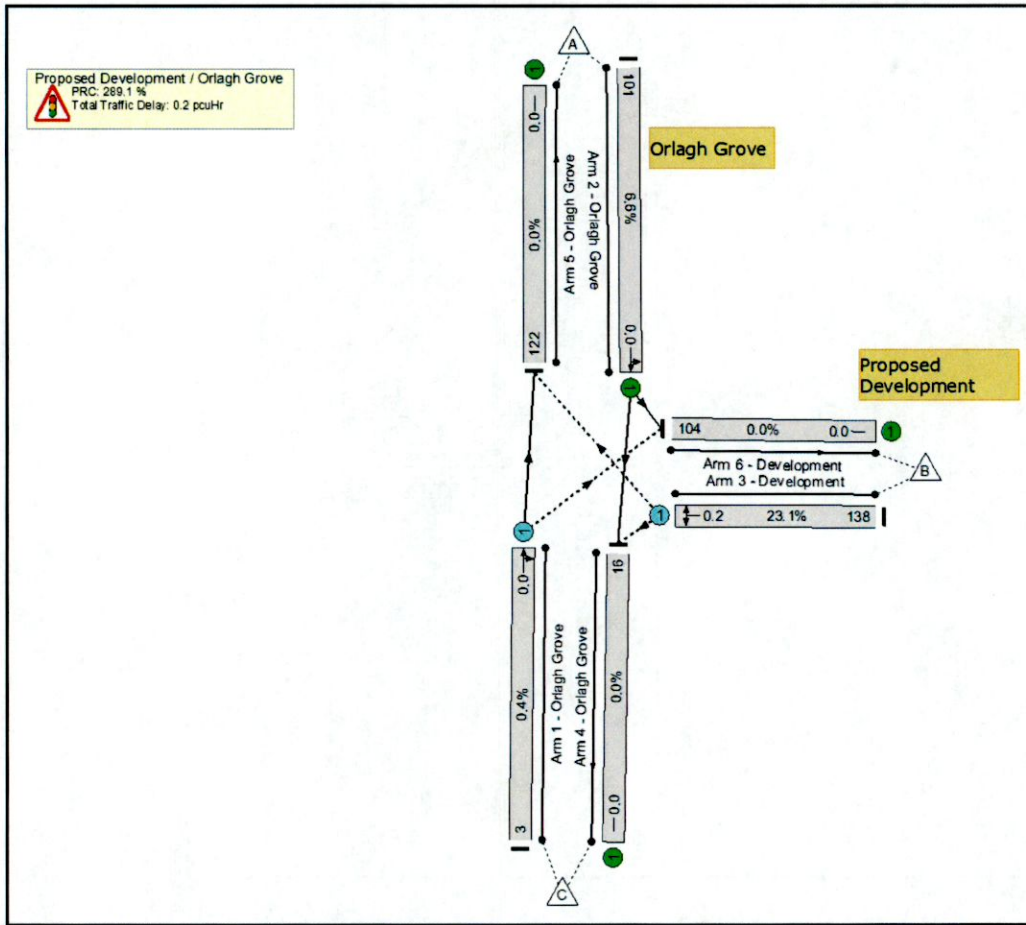 A
Proposed Development / Orlagh Grove
PRC: 289.1 %
Total Traffic Delay: 0.2 pcuHr
1
0.0
0.0%
122
Arm 5 - Orlagh Grove
Arm 2 - Orlagh Grove
101
6.6%
0.0
1
Orlagh Grove
Proposed
Development
104 0.0% 0.0 1
Arm 6 - Development
Arm 3 - Development
B
1 0.2 23.1% 138
1
0.0
0.4%
3
Arm 1 - Orlagh Grove
Arm 4 - Orlagh Grove
16
0.0%
0.0
1
C